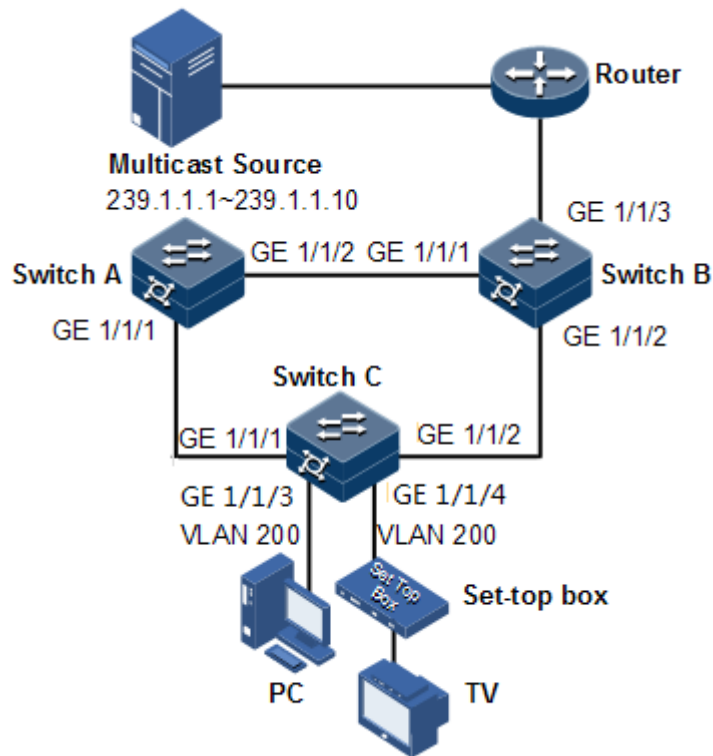 Router
Multicast Source
239.1.1.1~239.1.1.10
GE 1/1/3
Switch A
GE 1/1/2
GE 1/1/1
Switch B
GE 1/1/1
GE 1/1/2
Switch C
GE 1/1/1
GE 1/1/2
GE 1/1/3
GE 1/1/4
VLAN 200
VLAN 200
Set Top
Box
Set-top box
PC
TV